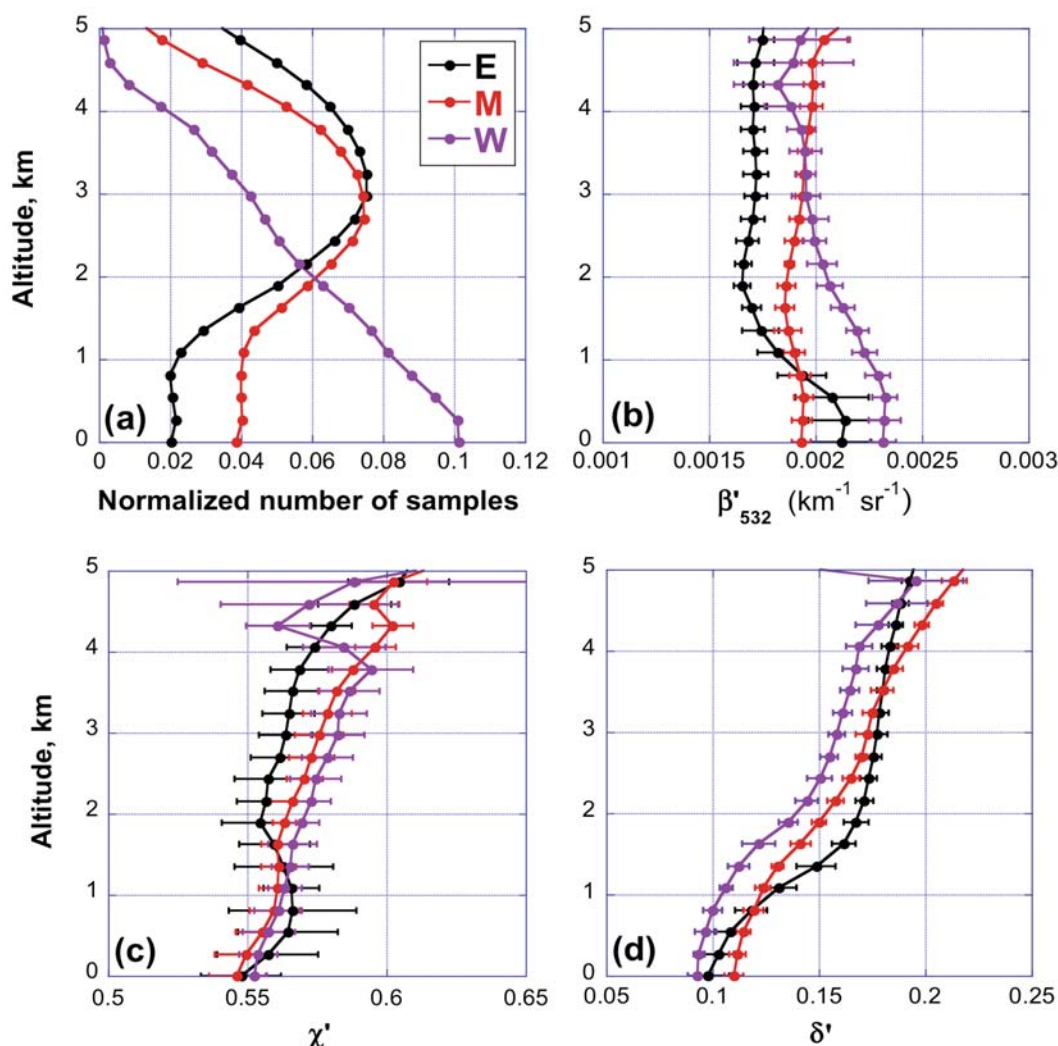 5
4
3
2
1
0
Altitude, km
E
M
W
(a)
0 0.02 0.04 0.06 0.08 0.1 0.12
Normalized number of samples
5
4
3
2
1
0
(b)
0.001 0.0015 0.002 0.0025 0.003
β'532 (km⁻¹ sr⁻¹)
5
4
3
2
1
0
Altitude, km
(c)
0.5 0.55 0.6 0.65
χ'
5
4
3
2
1
0
(d)
0.05 0.1 0.15 0.2 0.25
δ'